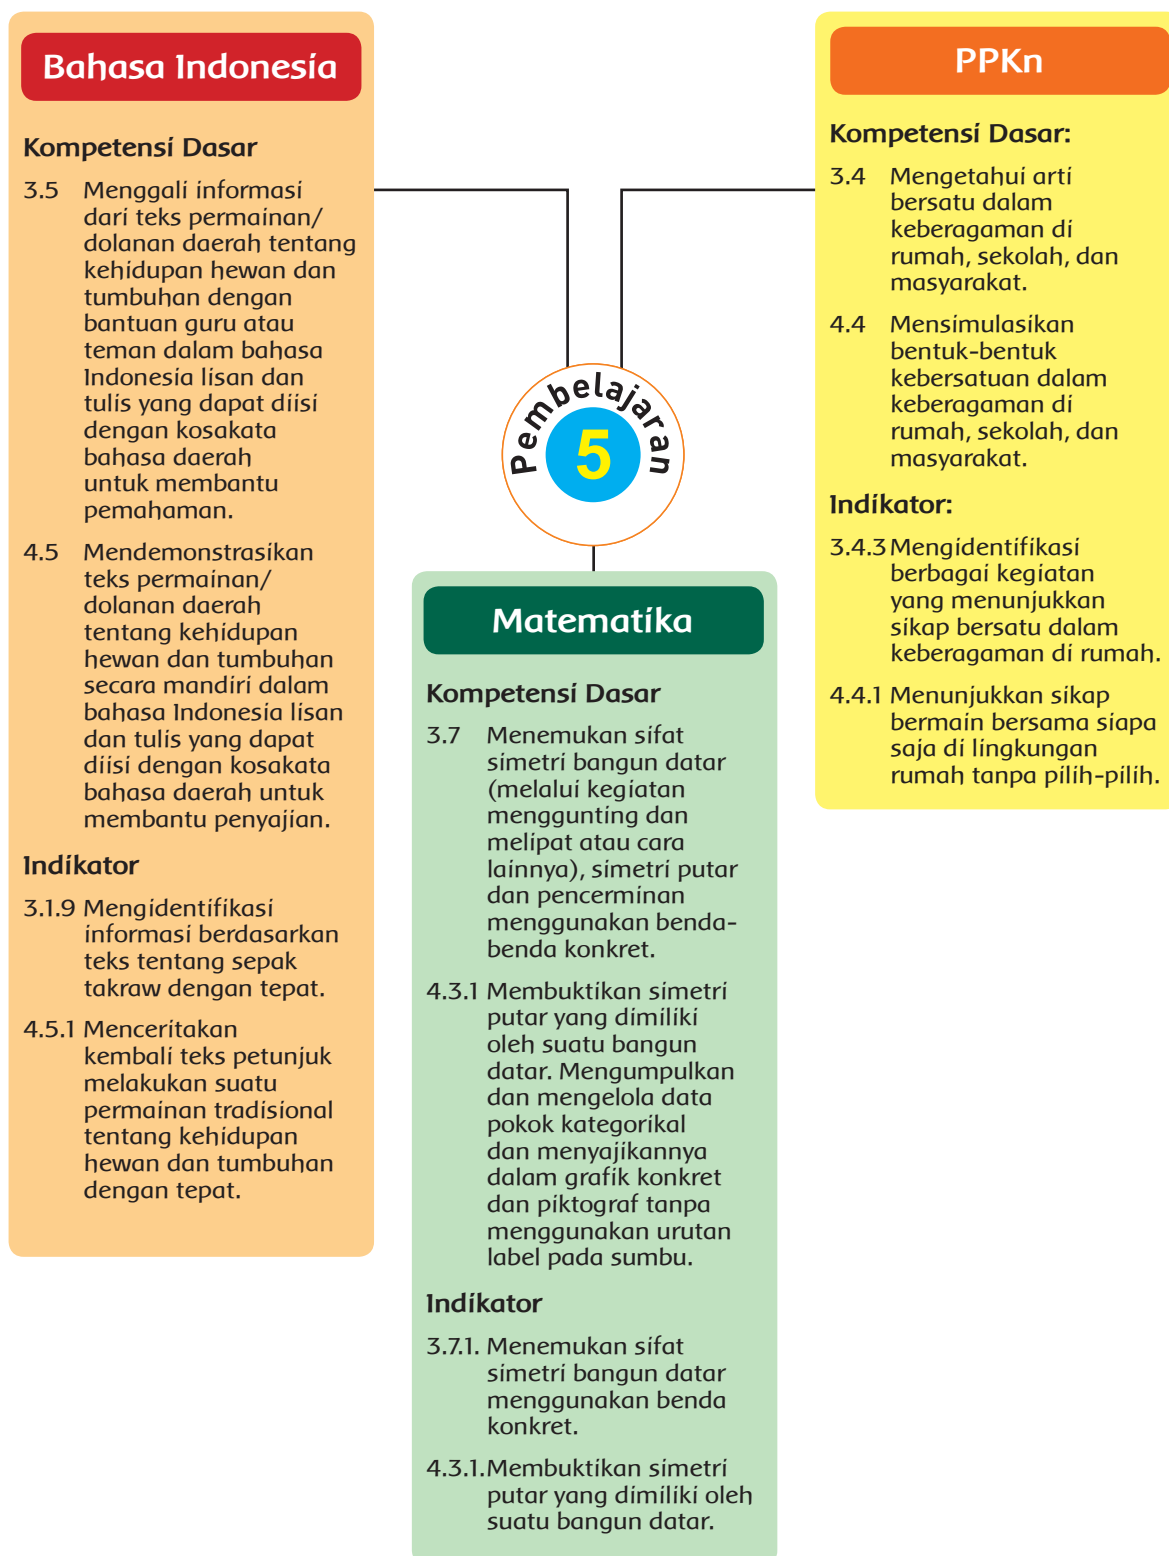 Bahasa Indonesia
Kompetensi Dasar
3.5 Menggali informasi
dari teks permainan/
dolanan daerah tentang
kehidupan hewan dan
tumbuhan dengan
bantuan guru atau
teman dalam bahasa
Indonesia lisan dan
tulis yang dapat diisi
dengan kosakata
bahasa daerah
untuk membantu
pemahaman.
4.5 Mendemonstrasikan
teks permainan/
dolanan daerah
tentang kehidupan
hewan dan tumbuhan
secara mandiri dalam
bahasa Indonesia lisan
dan tulis yang dapat
diisi dengan kosakata
bahasa daerah untuk
membantu penyajian.
Indikator
3.1.9 Mengidentifikasi
informasi berdasarkan
teks tentang sepak
takraw dengan tepat.
4.5.1 Menceritakan
kembali teks petunjuk
melakukan suatu
permainan tradisional
tentang kehidupan
hewan dan tumbuhan
dengan tepat.
Pembelajaran
5
Matematika
Kompetensi Dasar
3.7 Menemukan sifat
simetri bangun datar
(melalui kegiatan
menggunting dan
melipat atau cara
lainnya), simetri putar
dan pencerminan
menggunakan benda-
benda konkret.
4.3.1 Membuktikan simetri
putar yang dimiliki
oleh suatu bangun
datar. Mengumpulkan
dan mengelola data
pokok kategorikal
dan menyajikannya
dalam grafik konkret
dan piktograf tanpa
menggunakan urutan
label pada sumbu.
Indikator
3.7.1. Menemukan sifat
simetri bangun datar
menggunakan benda
konkret.
4.3.1.Membuktikan simetri
putar yang dimiliki oleh
suatu bangun datar.
PPKn
Kompetensi Dasar:
3.4 Mengetahui arti
bersatu dalam
keberagaman di
rumah, sekolah, dan
masyarakat.
4.4 Mensimulasikan
bentuk-bentuk
kebersatuan dalam
keberagaman di
rumah, sekolah, dan
masyarakat.
Indikator:
3.4.3 Mengidentifikasi
berbagai kegiatan
yang menunjukkan
sikap bersatu dalam
keberagaman di rumah.
4.4.1 Menunjukkan sikap
bermain bersama siapa
saja di lingkungan
rumah tanpa pilih-pilih.